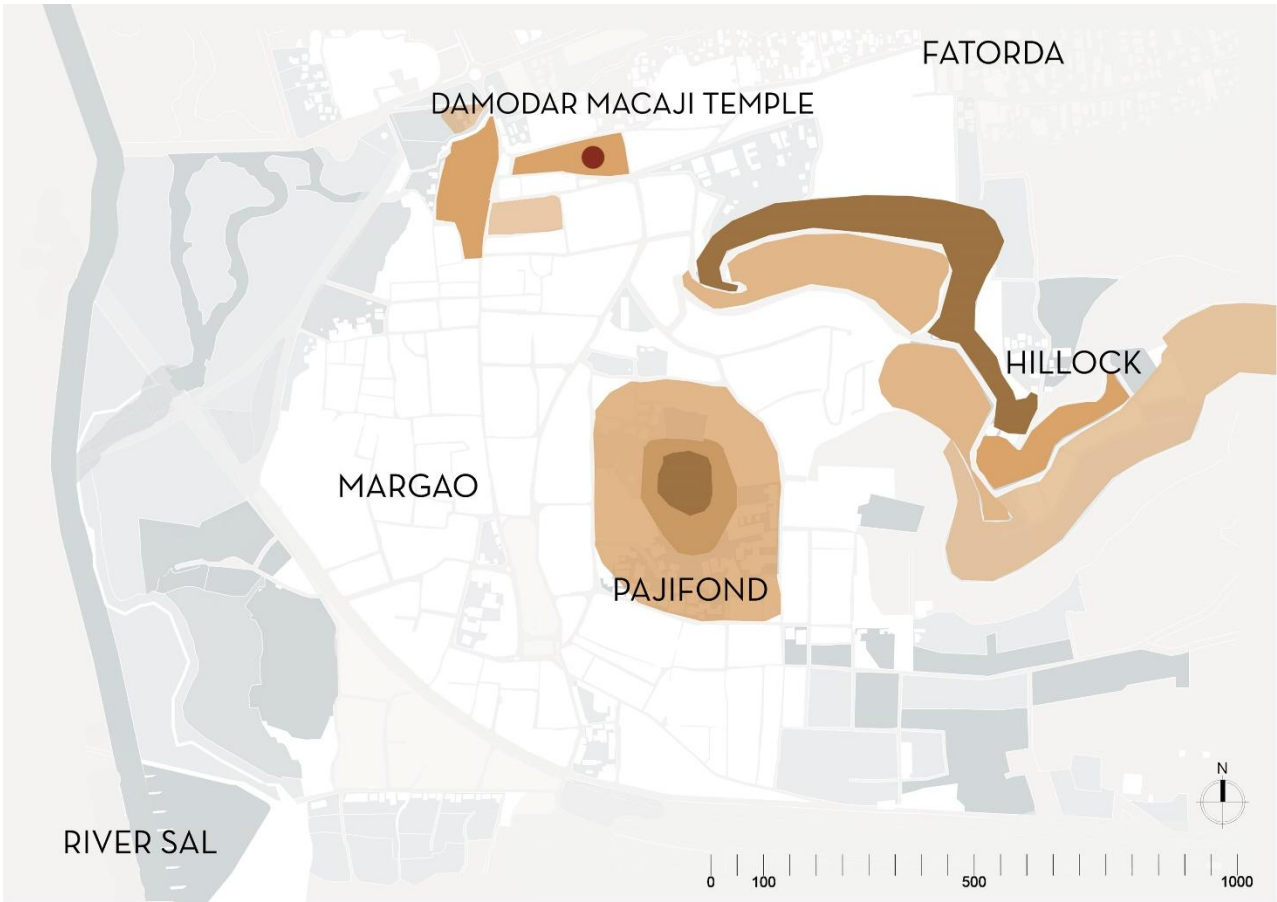 FATORDA
DAMODAR MACAJI TEMPLE
HILLOCK
MARGAO
PAJIFOND
N
RIVER SAL
0 100 500 1000